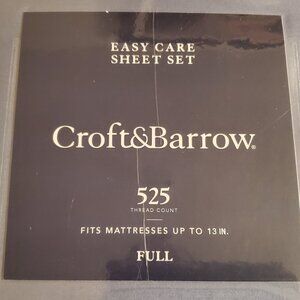 EASY CARE
SHEET SET
Croft&Barrow®
525
THREAD COUNT
FITS MATTRESSES UP TO 13 IN.
FULL